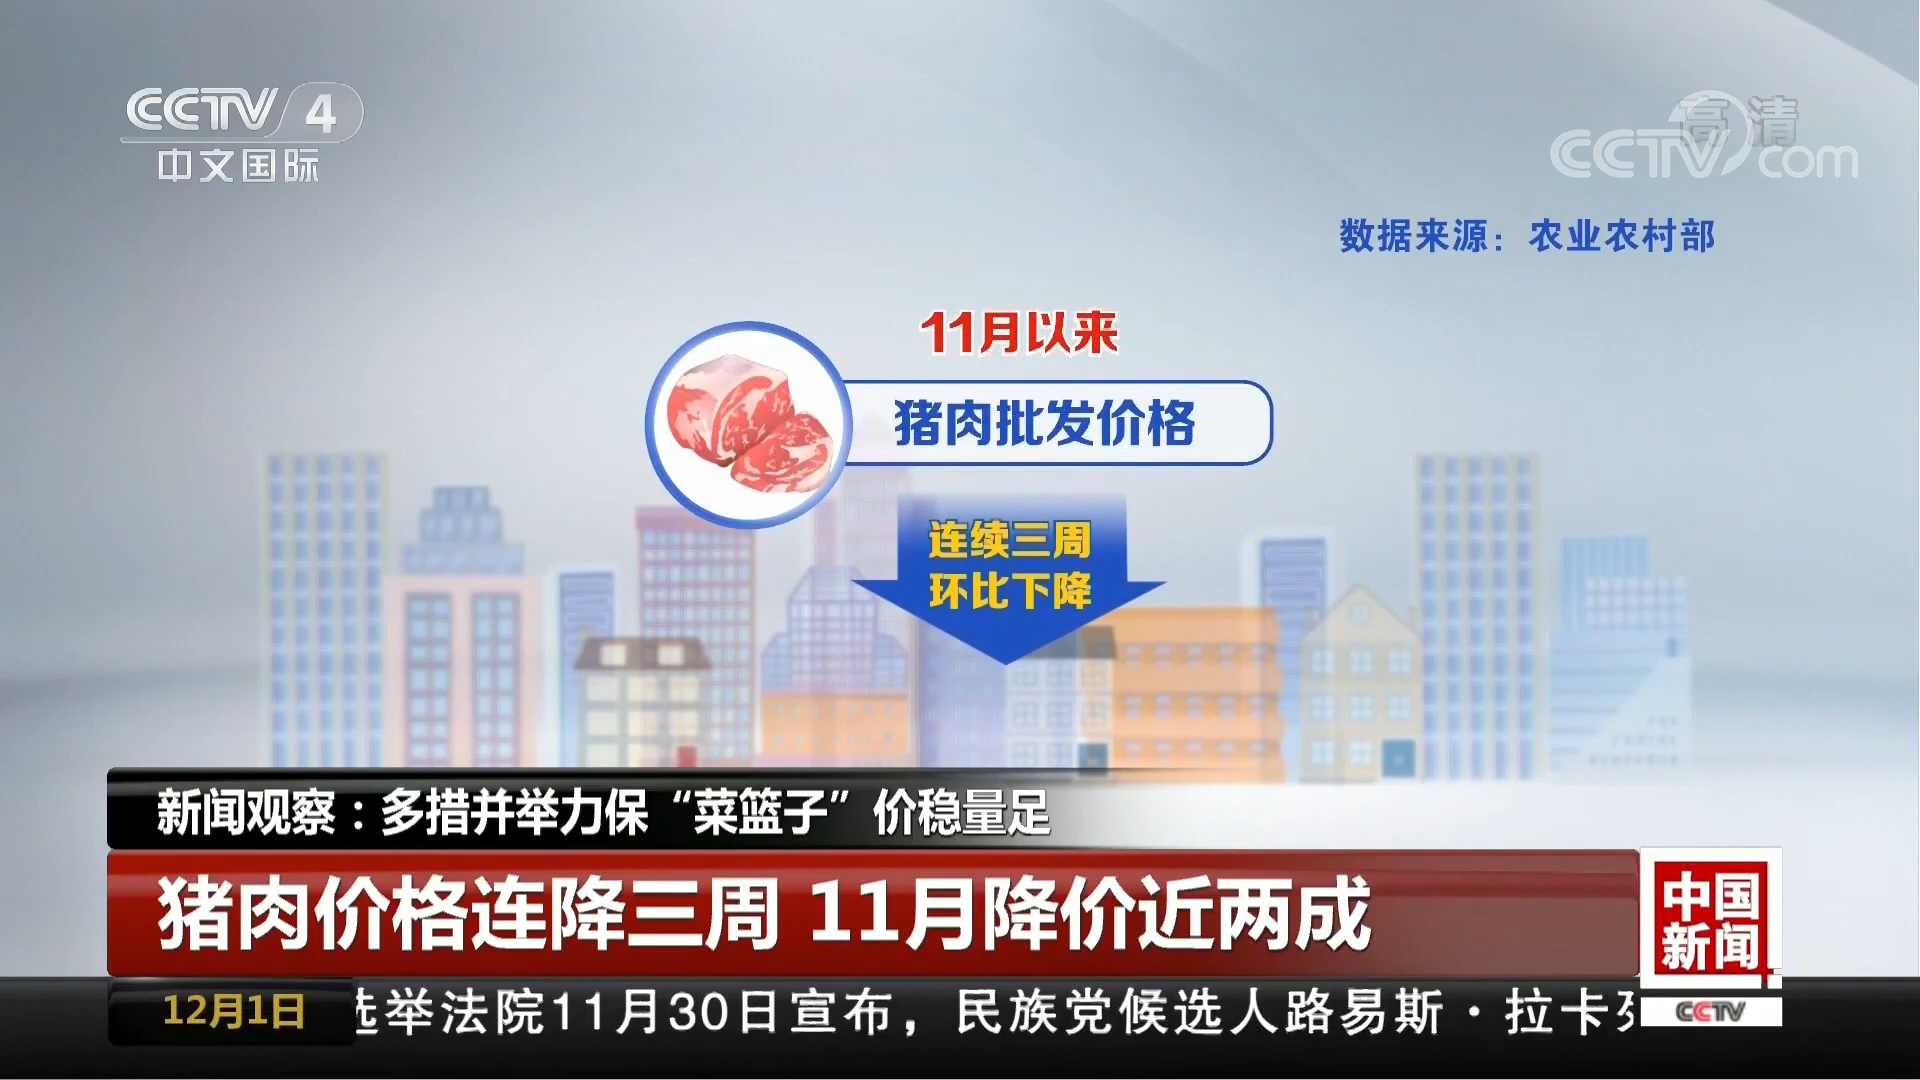 CCTV 4
中文国际
高清
CCTV.com
数据来源：农业农村部
11月以来
猪肉批发价格
连续三周
环比下降
新闻观察：多措并举力保“菜篮子”价稳量足
猪肉价格连降三周 11月降价近两成
中国
新闻
12月1日
选举法院11月30日宣布，民族党候选人路易斯·拉卡列
CCTV